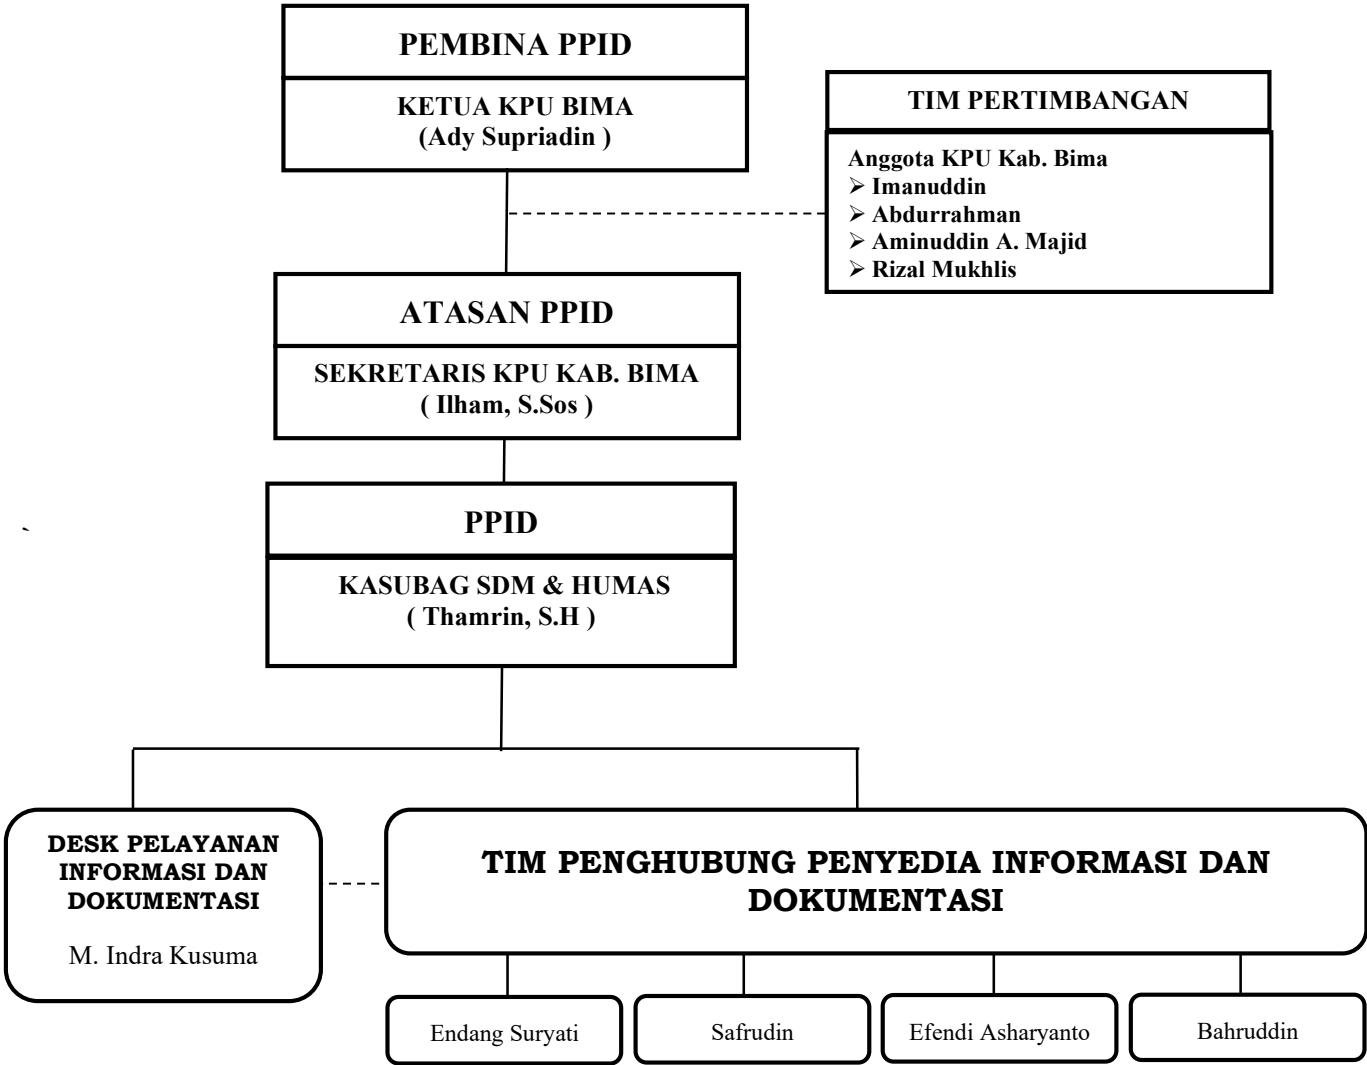 PEMBINA PPID
KETUA KPU BIMA
(Ady Supriadin )
TIM PERTIMBANGAN
Anggota KPU Kab. Bima
➢ Imanuddin
➢ Abdurrahman
➢ Aminuddin A. Majid
➢ Rizal Mukhlis
ATASAN PPID
SEKRETARIS KPU KAB. BIMA
( Ilham, S.Sos )
PPID
KASUBAG SDM & HUMAS
( Thamrin, S.H )
`
DESK PELAYANAN
INFORMASI DAN
DOKUMENTASI
M. Indra Kusuma
TIM PENGHUBUNG PENYEDIA INFORMASI DAN
DOKUMENTASI
Endang Suryati
Safrudin
Efendi Asharyanto
Bahruddin